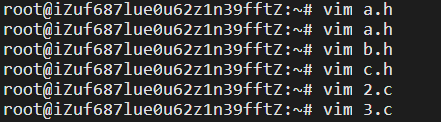 root@iZuf687lue0u62z1n39fftZ:~# vim a.h
root@iZuf687lue0u62z1n39fftZ:~# vim a.h
root@iZuf687lue0u62z1n39fftZ:~# vim b.h
root@iZuf687lue0u62z1n39fftZ:~# vim c.h
root@iZuf687lue0u62z1n39fftZ:~# vim 2.c
root@iZuf687lue0u62z1n39fftZ:~# vim 3.c